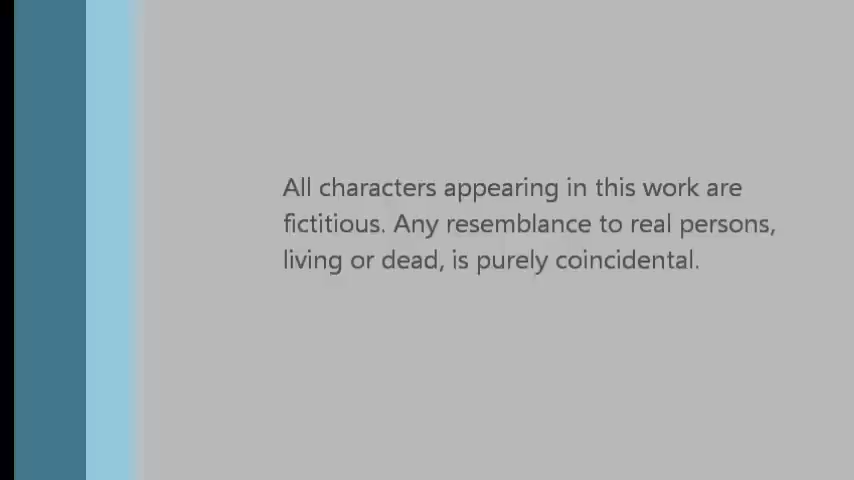 All characters appearing in this work are
fictitious. Any resemblance to real persons,
living or dead, is purely coincidental.